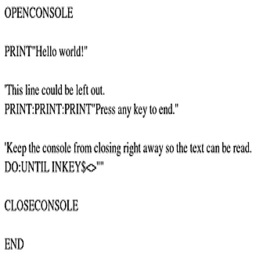 OPENCONSOLE
PRINT"Hello world!"
'This line could be left out.
PRINT:PRINT:PRINT"Press any key to end."
'Keep the console from closing right away so the text can be read.
DO:UNTIL INKEY$<>""
CLOSECONSOLE
END